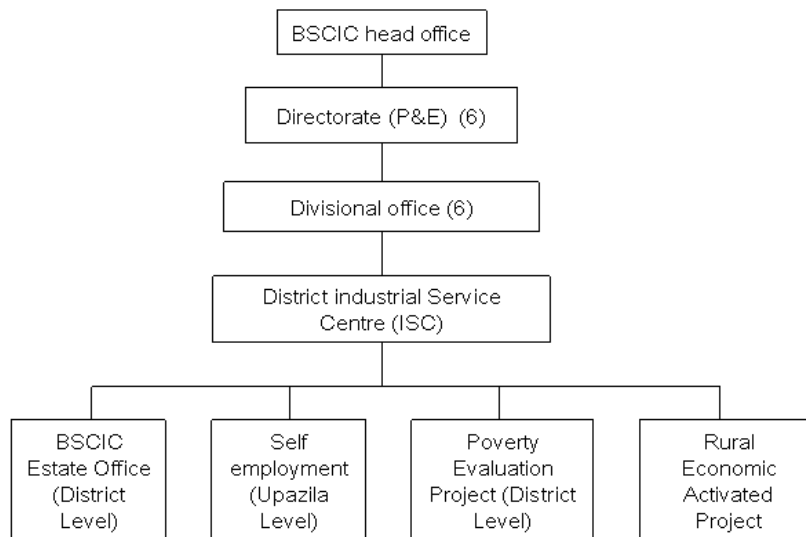 BSCIC head office
Directorate (P&E) (6)
Divisional office (6)
District industrial Service
Centre (ISC)
BSCIC
Estate Office
(District
Level)
Self
employment
(Upazila
Level)
Poverty
Evaluation
Project (District
Level)
Rural
Economic
Activated
Project